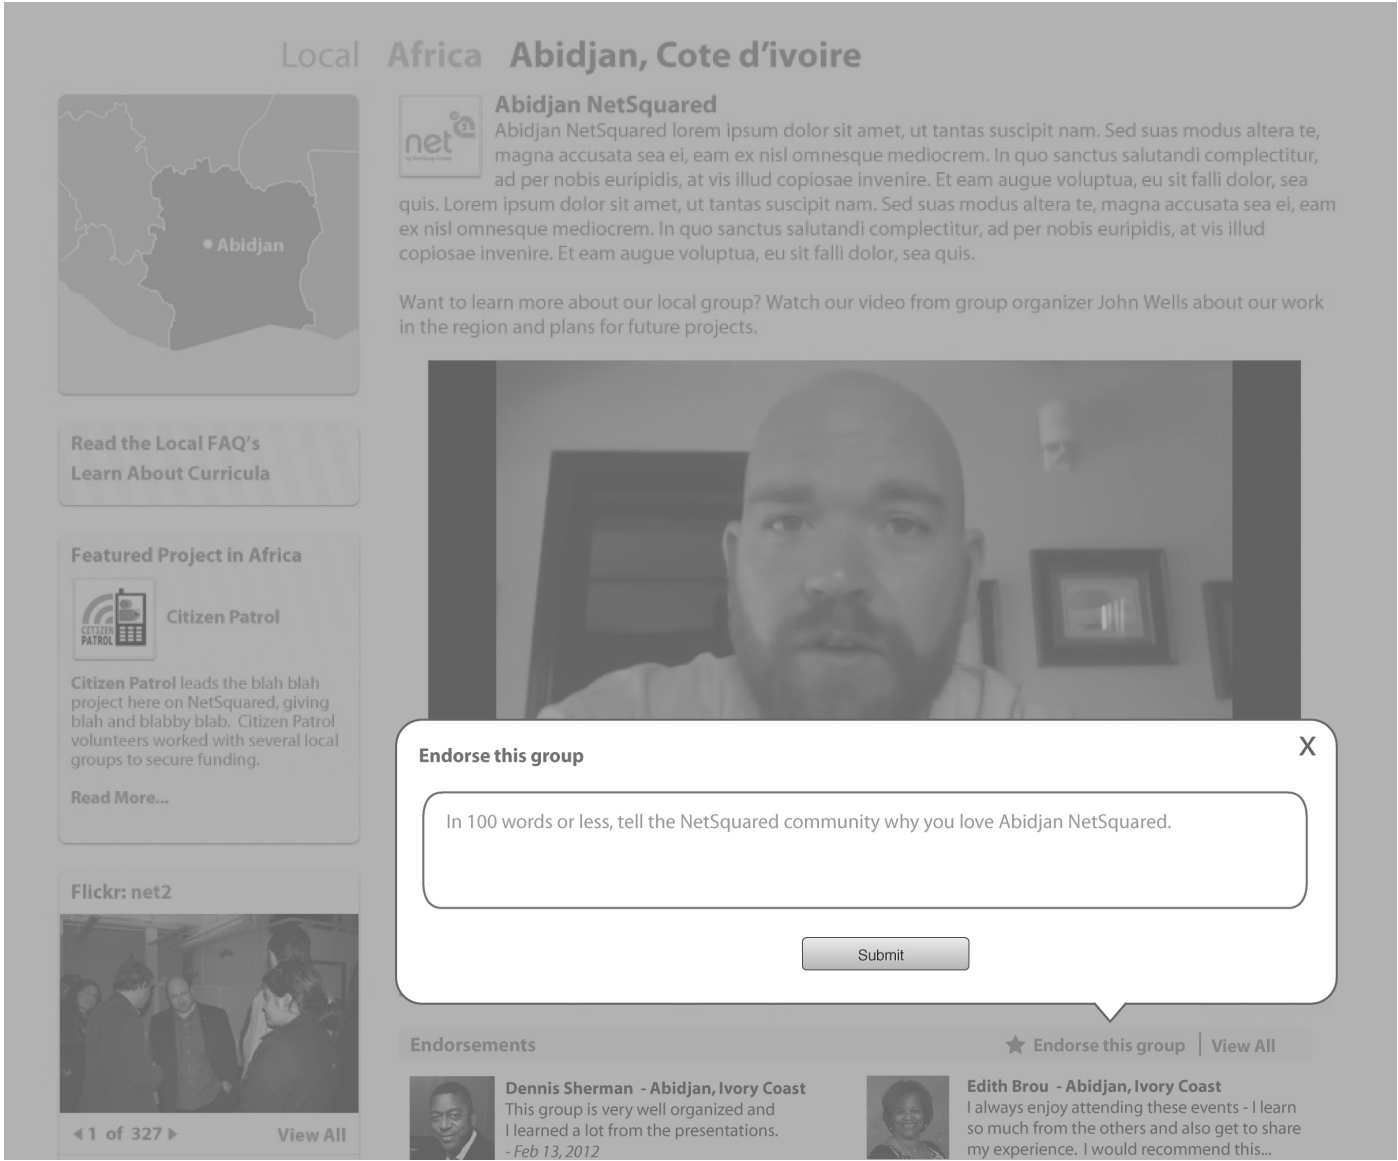 Local Africa Abidjan, Cote d'ivoire
Abidjan
Read the Local FAQ's
Learn About Curricula
Featured Project in Africa
CITIZEN
PATROL
Citizen Patrol
Citizen Patrol leads the blah blah
project here on NetSquared, giving
blah and blabby blab. Citizen Patrol
volunteers worked with several local
groups to secure funding.
Read More...
Flickr: net2
1 of 327
View All
net2
Abidjan NetSquared
Abidjan NetSquared lorem ipsum dolor sit amet, ut tantas suscipit nam. Sed suas modus altera te,
magna accusata sea ei, eam ex nisl omnesque mediocrem. In quo sanctus salutandi complectitur,
ad per nobis euripidis, at vis illud copiosae invenire. Et eam augue voluptua, eu sit falli dolor, sea
quis. Lorem ipsum dolor sit amet, ut tantas suscipit nam. Sed suas modus altera te, magna accusata sea ei, eam
ex nisl omnesque mediocrem. In quo sanctus salutandi complectitur, ad per nobis euripidis, at vis illud
copiosae invenire. Et eam augue voluptua, eu sit falli dolor, sea quis.
Want to learn more about our local group? Watch our video from group organizer John Wells about our work
in the region and plans for future projects.
Endorse this group
X
In 100 words or less, tell the NetSquared community why you love Abidjan NetSquared.
Submit
Endorsements
Endorse this group | View All
Dennis Sherman - Abidjan, Ivory Coast
This group is very well organized and
I learned a lot from the presentations.
- Feb 13, 2012
Edith Brou - Abidjan, Ivory Coast
I always enjoy attending these events - I learn
so much from the others and also get to share
my experience. I would recommend this...